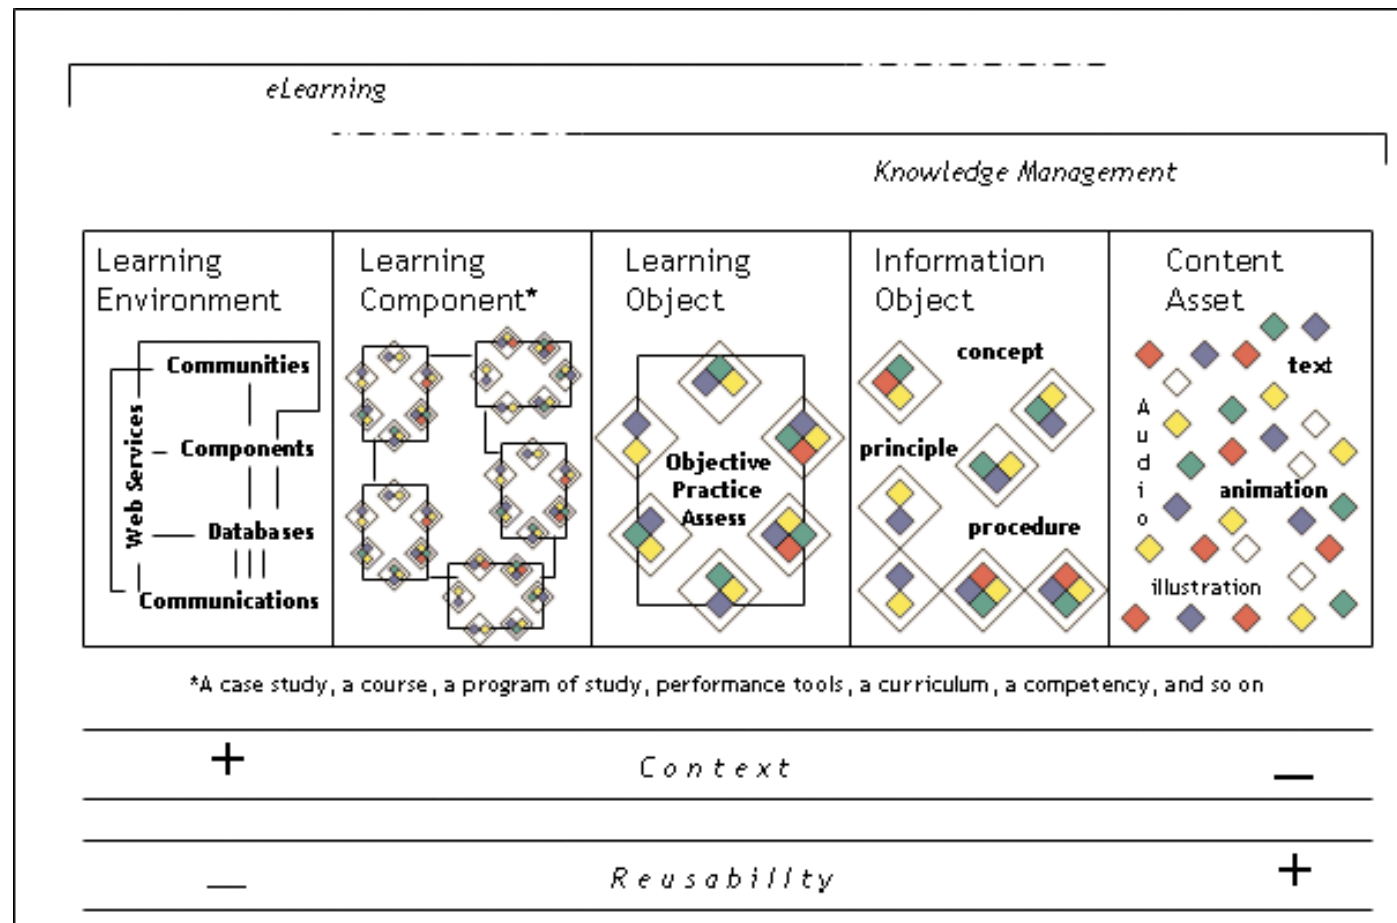 eLearning
Knowledge Management
Learning
Environment
Communities
Web Services
Components
Databases
Communications
Learning
Component*
Learning
Object
Objective
Practice
Assess
Information
Object
concept
principle
procedure
Content
Asset
text
Audio
animation
illustration
*A case study, a course, a program of study, performance tools, a curriculum, a competency, and so on
+ Context —
— Reusabillty +